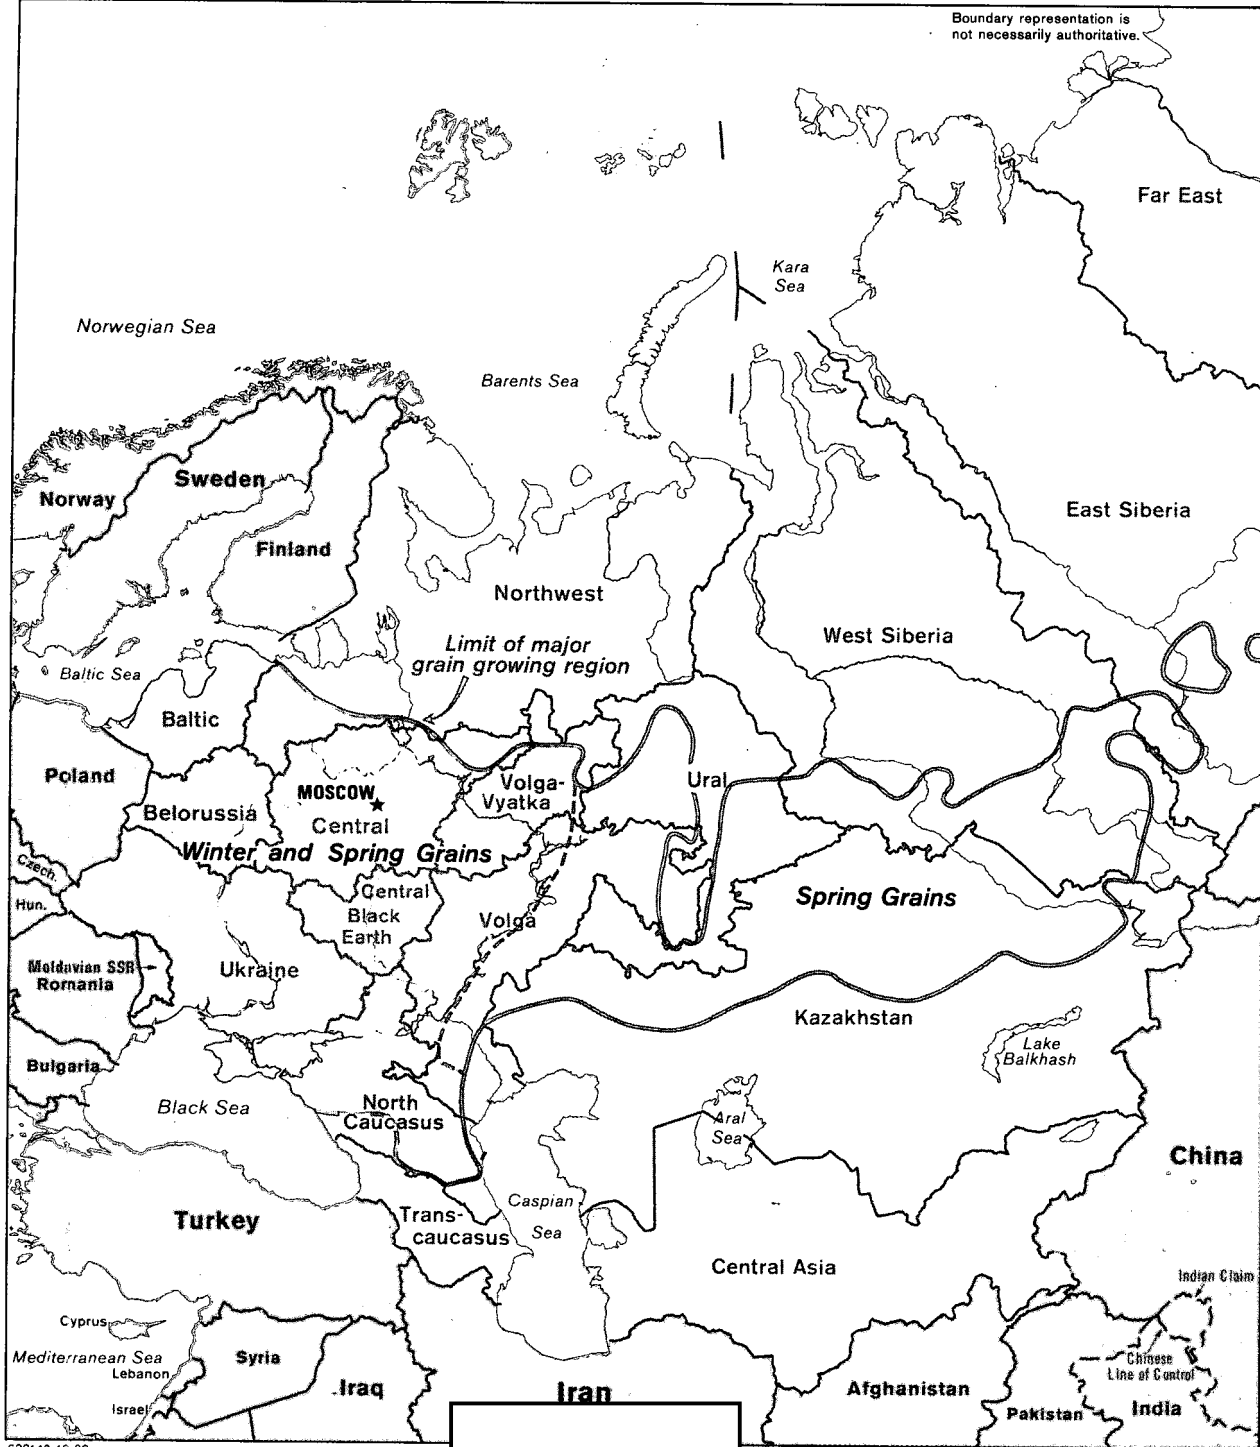 Boundary representation is
not necessarily authoritative.
Far East
Kara
Sea
Norwegian Sea
Barents Sea
Sweden
Norway
East Siberia
Finland
Northwest
West Siberia
Limit of major
grain growing region
Baltic Sea
Baltic
Poland
Ural
Volga-
Vyatka
MOSCOW
Belorussia
Central
Winter and Spring Grains
Czech.
Central
Black
Earth
Spring Grains
Hun.
Volga
Moldavian SSR
Romania
Ukraine
Kazakhstan
Lake
Balkhash
Bulgaria
Black Sea
North
Caucasus
Aral
Sea
China
Caspian
Sea
Turkey
Trans-
caucasus
Central Asia
Indian Claim
Cyprus
Mediterranean Sea
Lebanon
Syria
Chinese
Line of Control
Israel
Iraq
Iran
Afghanistan
Pakistan
India